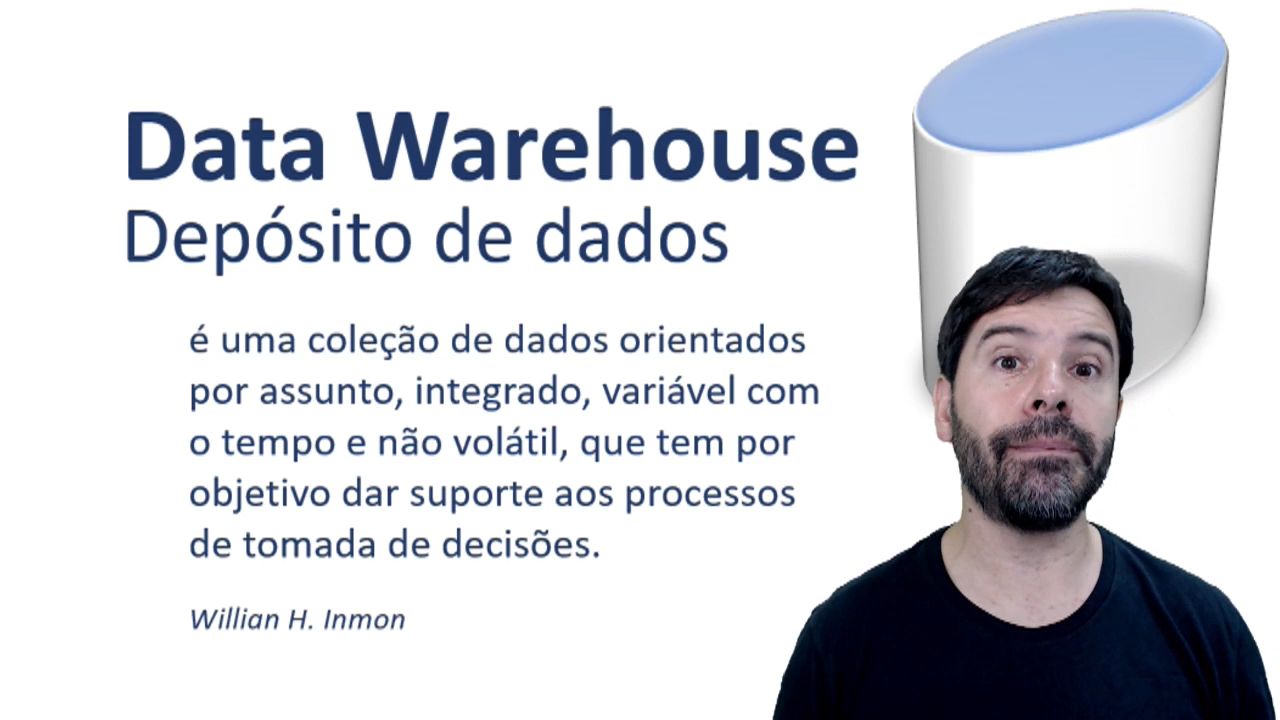 Data Warehouse
Depósito de dados
é uma coleção de dados orientados
por assunto, integrado, variável com
o tempo e não volátil, que tem por
objetivo dar suporte aos processos
de tomada de decisões.
Willian H. Inmon